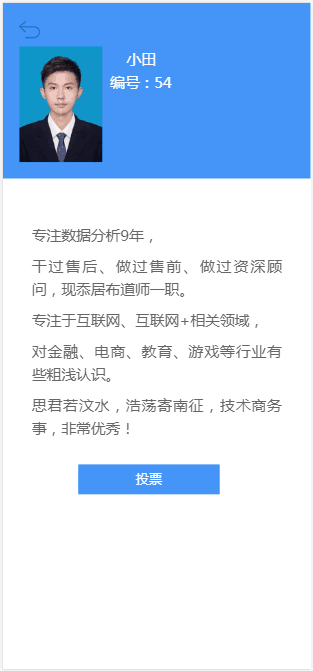 小田
编号：54
专注数据分析9年，
干过售后、做过售前、做过资深顾
问，现忝居布道师一职。
专注于互联网、互联网+相关领域，
对金融、电商、教育、游戏等行业有
些粗浅认识。
思君若汶水，浩荡寄南征，技术商务
事，非常优秀！
投票